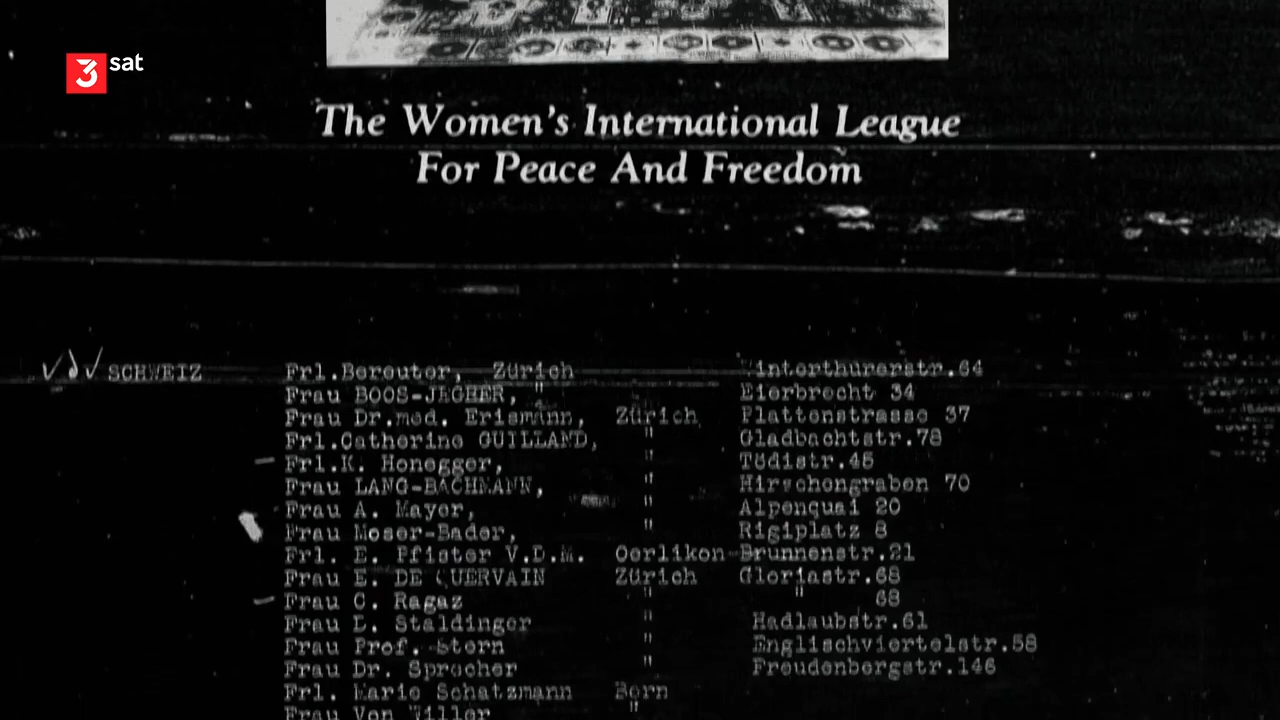 3sat
The Women's International League
For Peace And Freedom
SCHWEIZ Frl.Bereuter, Zürich Winterthurerstr.64
Frau BOOS-JEGHER, " Eierbrecht 34
Frau Dr.med. Erismann, Zürich Plattenstrasse 37
Frl.Catherine GUILLAND, " Gladbachtstr.78
Frl.K. Honegger, " Tödistr.45
Frau LANG-BACHMANN, " Hirschengraben 70
Frau A. Mayer, " Alpenquai 20
Frau Moser-Bader, " Rigiplatz 8
Frl. E. Pfister V.D.M. Oerlikon-Brunnenstr.21
Frau E. DE QUERVAIN Zürich Gloriastr.68
Frau C. Ragaz " " 68
Frau L. Staldinger " Hadlaubstr.61
Frau Prof. Stern " Englischviertelstr.58
Frau Dr. Sprecher " Freudenbergstr.146
Frl. Marie Schatzmann Bern
Frau Von Willer "